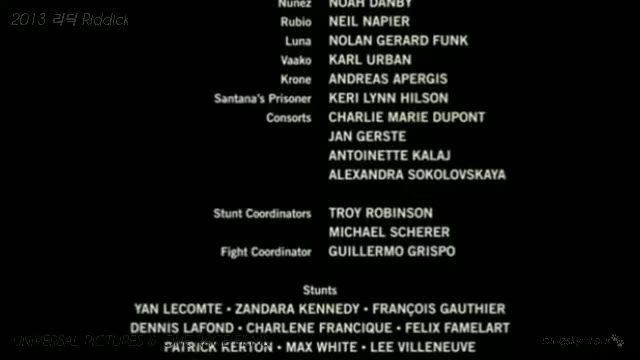 Nunez NOAH DANBY
2013 리딕 Riddick
Rubio NEIL NAPIER
Luna NOLAN GERARD FUNK
Vaako KARL URBAN
Krone ANDREAS APERGIS
Santana's Prisoner KERI LYNN HILSON
Consorts CHARLIE MARIE DUPONT
JAN GERSTE
ANTOINETTE KALAJ
ALEXANDRA SOKOLOVSKAYA
Stunt Coordinators TROY ROBINSON
MICHAEL SCHERER
Fight Coordinator GUILLERMO GRISPO
Stunts
YAN LECOMTE • ZANDARA KENNEDY • FRANÇOIS GAUTHIER
DENNIS LAFOND • CHARLENE FRANCIQUE • FELIX FAMELART
UNIVERSAL PICTURES &
PATRICK KERTON • MAX WHITE • LEE VILLENEUVE